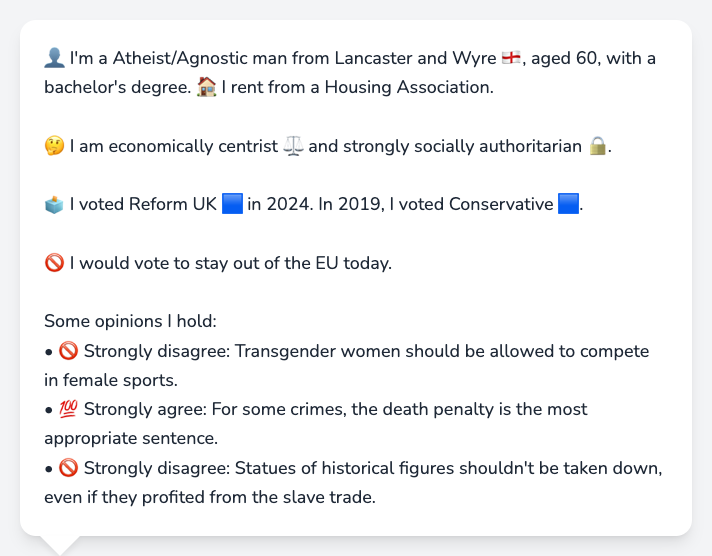 👤 I'm a Atheist/Agnostic man from Lancaster and Wyre 🏴󠁧󠁢󠁥󠁮󠁧󠁿, aged 60, with a
bachelor's degree. 🏠 I rent from a Housing Association.
🤔 I am economically centrist ⚖️ and strongly socially authoritarian 🔒.
🗳️ I voted Reform UK 🟦 in 2024. In 2019, I voted Conservative 🟦.
🚫 I would vote to stay out of the EU today.
Some opinions I hold:
• 🚫 Strongly disagree: Transgender women should be allowed to compete
in female sports.
• 💯 Strongly agree: For some crimes, the death penalty is the most
appropriate sentence.
• 🚫 Strongly disagree: Statues of historical figures shouldn't be taken down,
even if they profited from the slave trade.